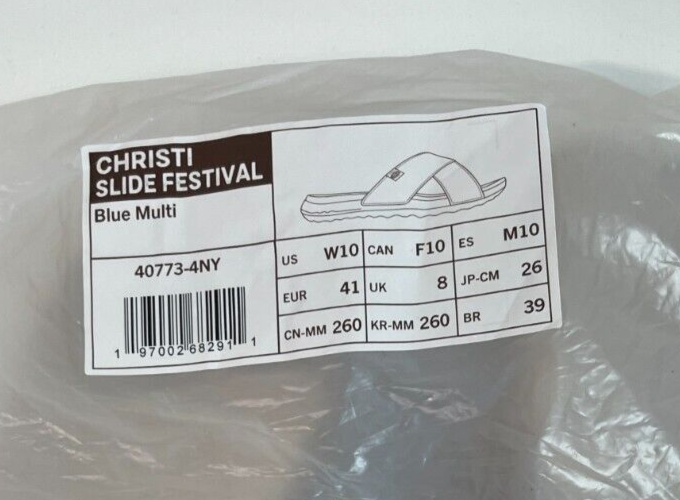 CHRISTI
SLIDE FESTIVAL
Blue Multi
40773-4NY
1 97002 68291 1
US W10 CAN F10 ES M10
EUR 41 UK 8 JP-CM 26
CN-MM 260 KR-MM 260 BR 39